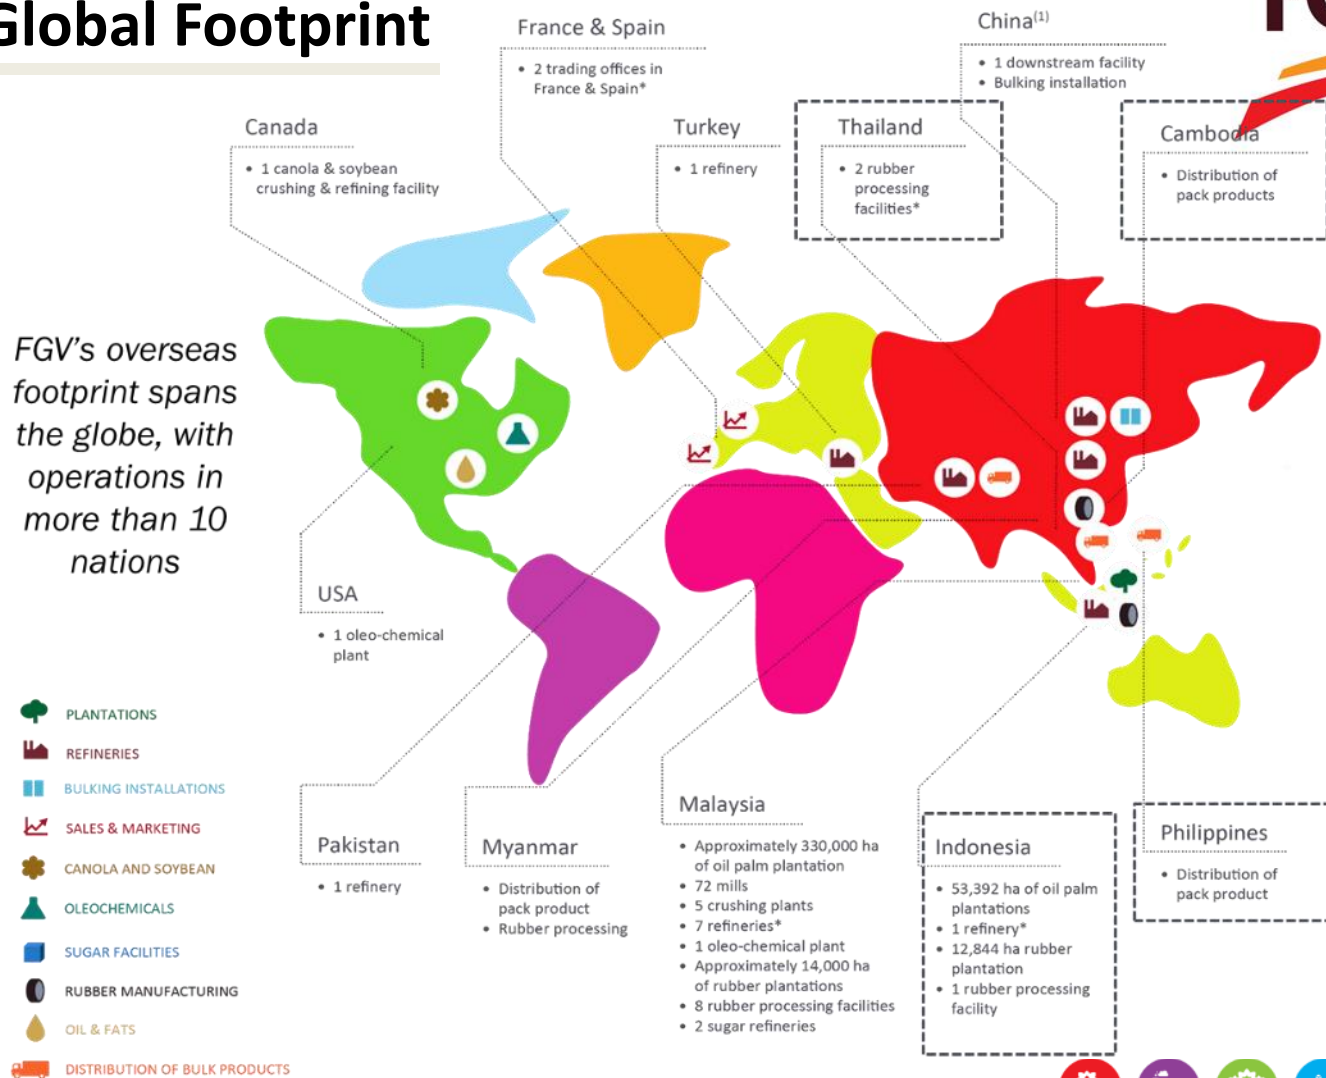 Global Footprint
France & Spain
• 2 trading offices in
France & Spain*
China(1)
• 1 downstream facility
• Bulking installation
Canada
• 1 canola & soybean
crushing & refining facility
Turkey
• 1 refinery
Thailand
• 2 rubber
processing
facilities*
Cambodia
• Distribution of
pack products
FGV's overseas
footprint spans
the globe, with
operations in
more than 10
nations
USA
• 1 oleo-chemical
plant
PLANTATIONS
REFINERIES
BULKING INSTALLATIONS
SALES & MARKETING
CANOLA AND SOYBEAN
OLEOCHEMICALS
SUGAR FACILITIES
RUBBER MANUFACTURING
OIL & FATS
DISTRIBUTION OF BULK PRODUCTS
Pakistan
• 1 refinery
Myanmar
• Distribution of
pack product
• Rubber processing
Malaysia
• Approximately 330,000 ha
of oil palm plantation
• 72 mills
• 5 crushing plants
• 7 refineries*
• 1 oleo-chemical plant
• Approximately 14,000 ha
of rubber plantations
• 8 rubber processing facilities
• 2 sugar refineries
Indonesia
• 53,392 ha of oil palm
plantations
• 1 refinery*
• 12,844 ha rubber
plantation
• 1 rubber processing
facility
Philippines
• Distribution of
pack product